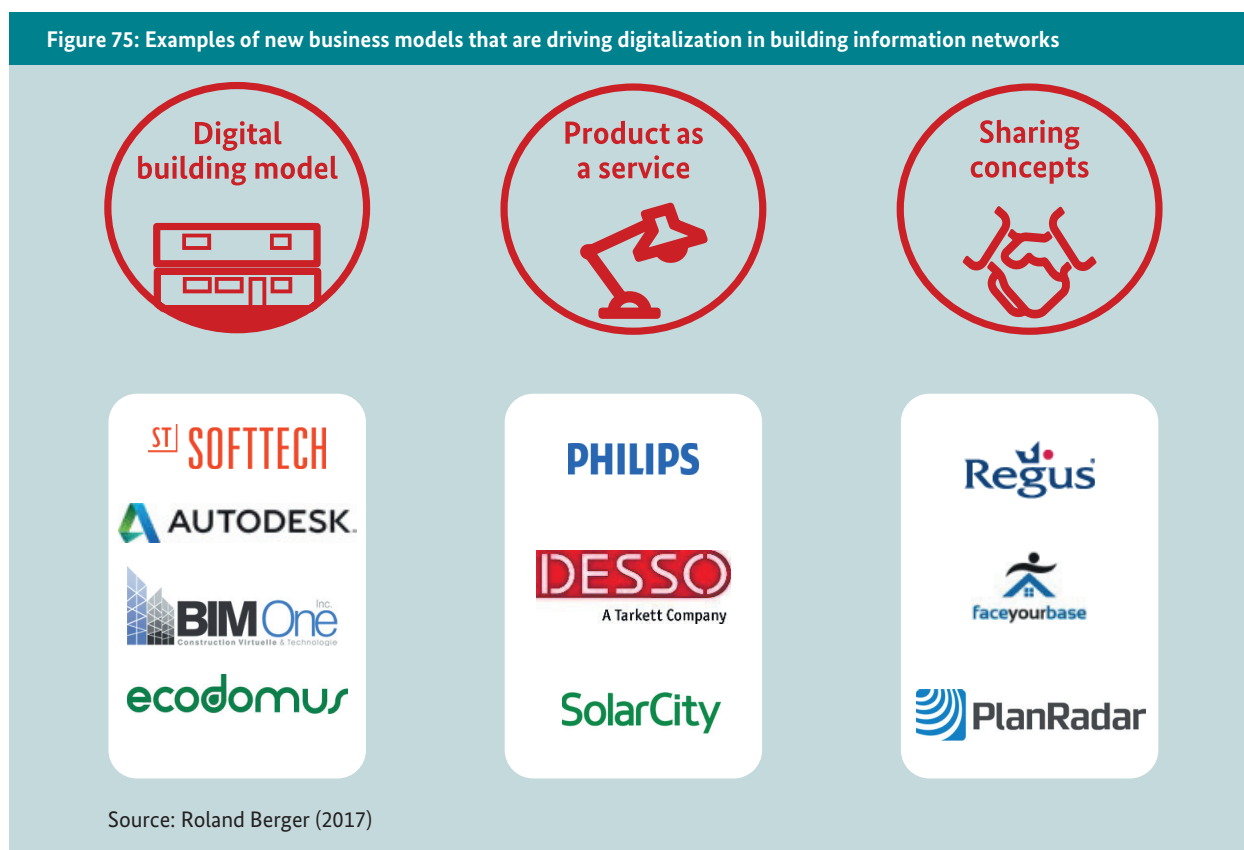 Figure 75: Examples of new business models that are driving digitalization in building information networks
Digital
building model
Product as
a service
Sharing
concepts
ST SOFTTECH
AUTODESK.
BIM One Inc.
Construction Virtuelle & Technologie
ecodomus
PHILIPS
DESSO
A Tarkett Company
SolarCity
Regus
faceyourbase
PlanRadar
Source: Roland Berger (2017)